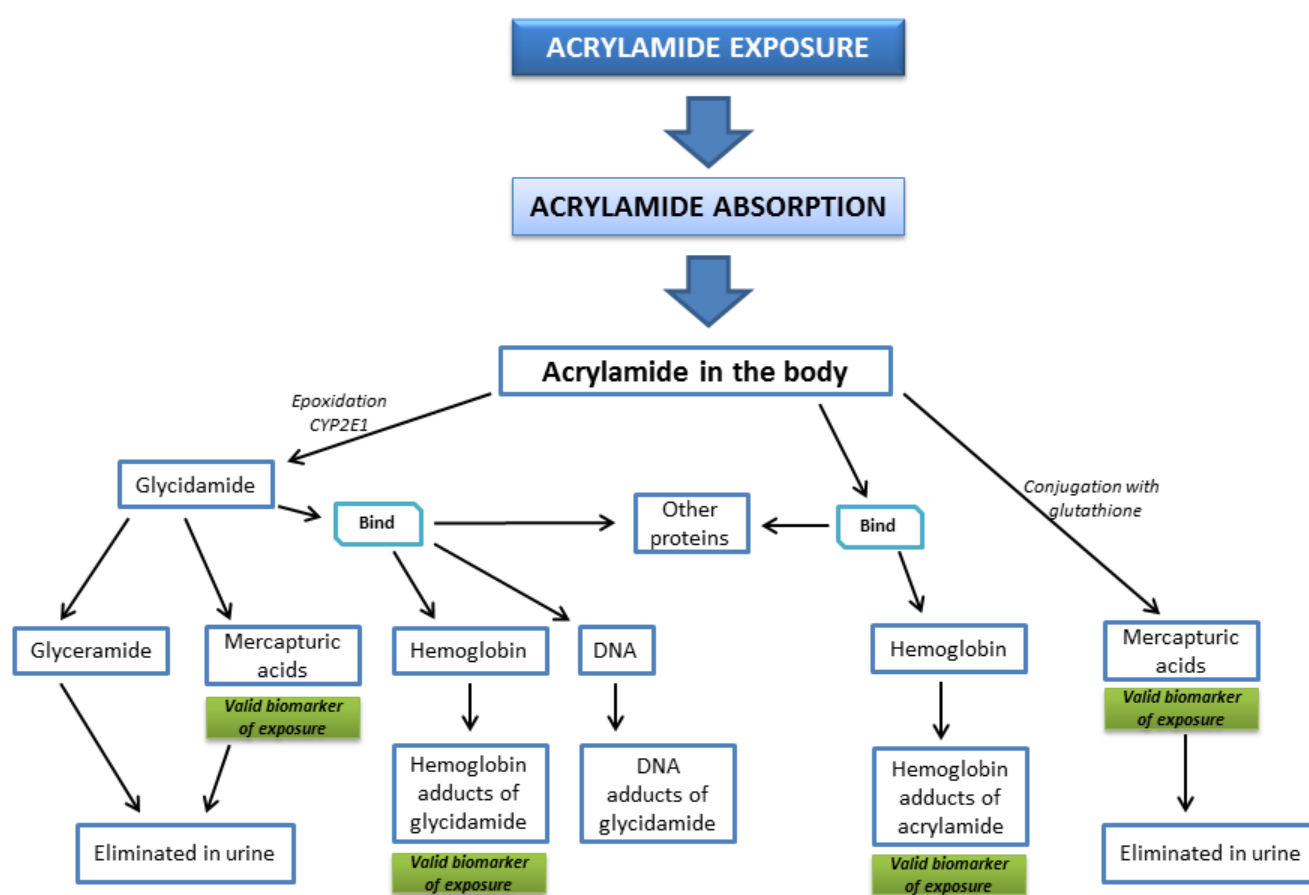 ACRYLAMIDE EXPOSURE
ACRYLAMIDE ABSORPTION
Acrylamide in the body
Epoxidation
CYP2E1
Conjugation with
glutathione
Glycidamide
Bind
Other
proteins
Bind
Glyceramide
Mercapturic
acids
Valid biomarker
of exposure
Hemoglobin
DNA
Hemoglobin
Mercapturic
acids
Valid biomarker
of exposure
Eliminated in urine
Hemoglobin
adducts of
glycidamide
Valid biomarker
of exposure
DNA
adducts of
glycidamide
Hemoglobin
adducts of
acrylamide
Valid biomarker
of exposure
Eliminated in urine